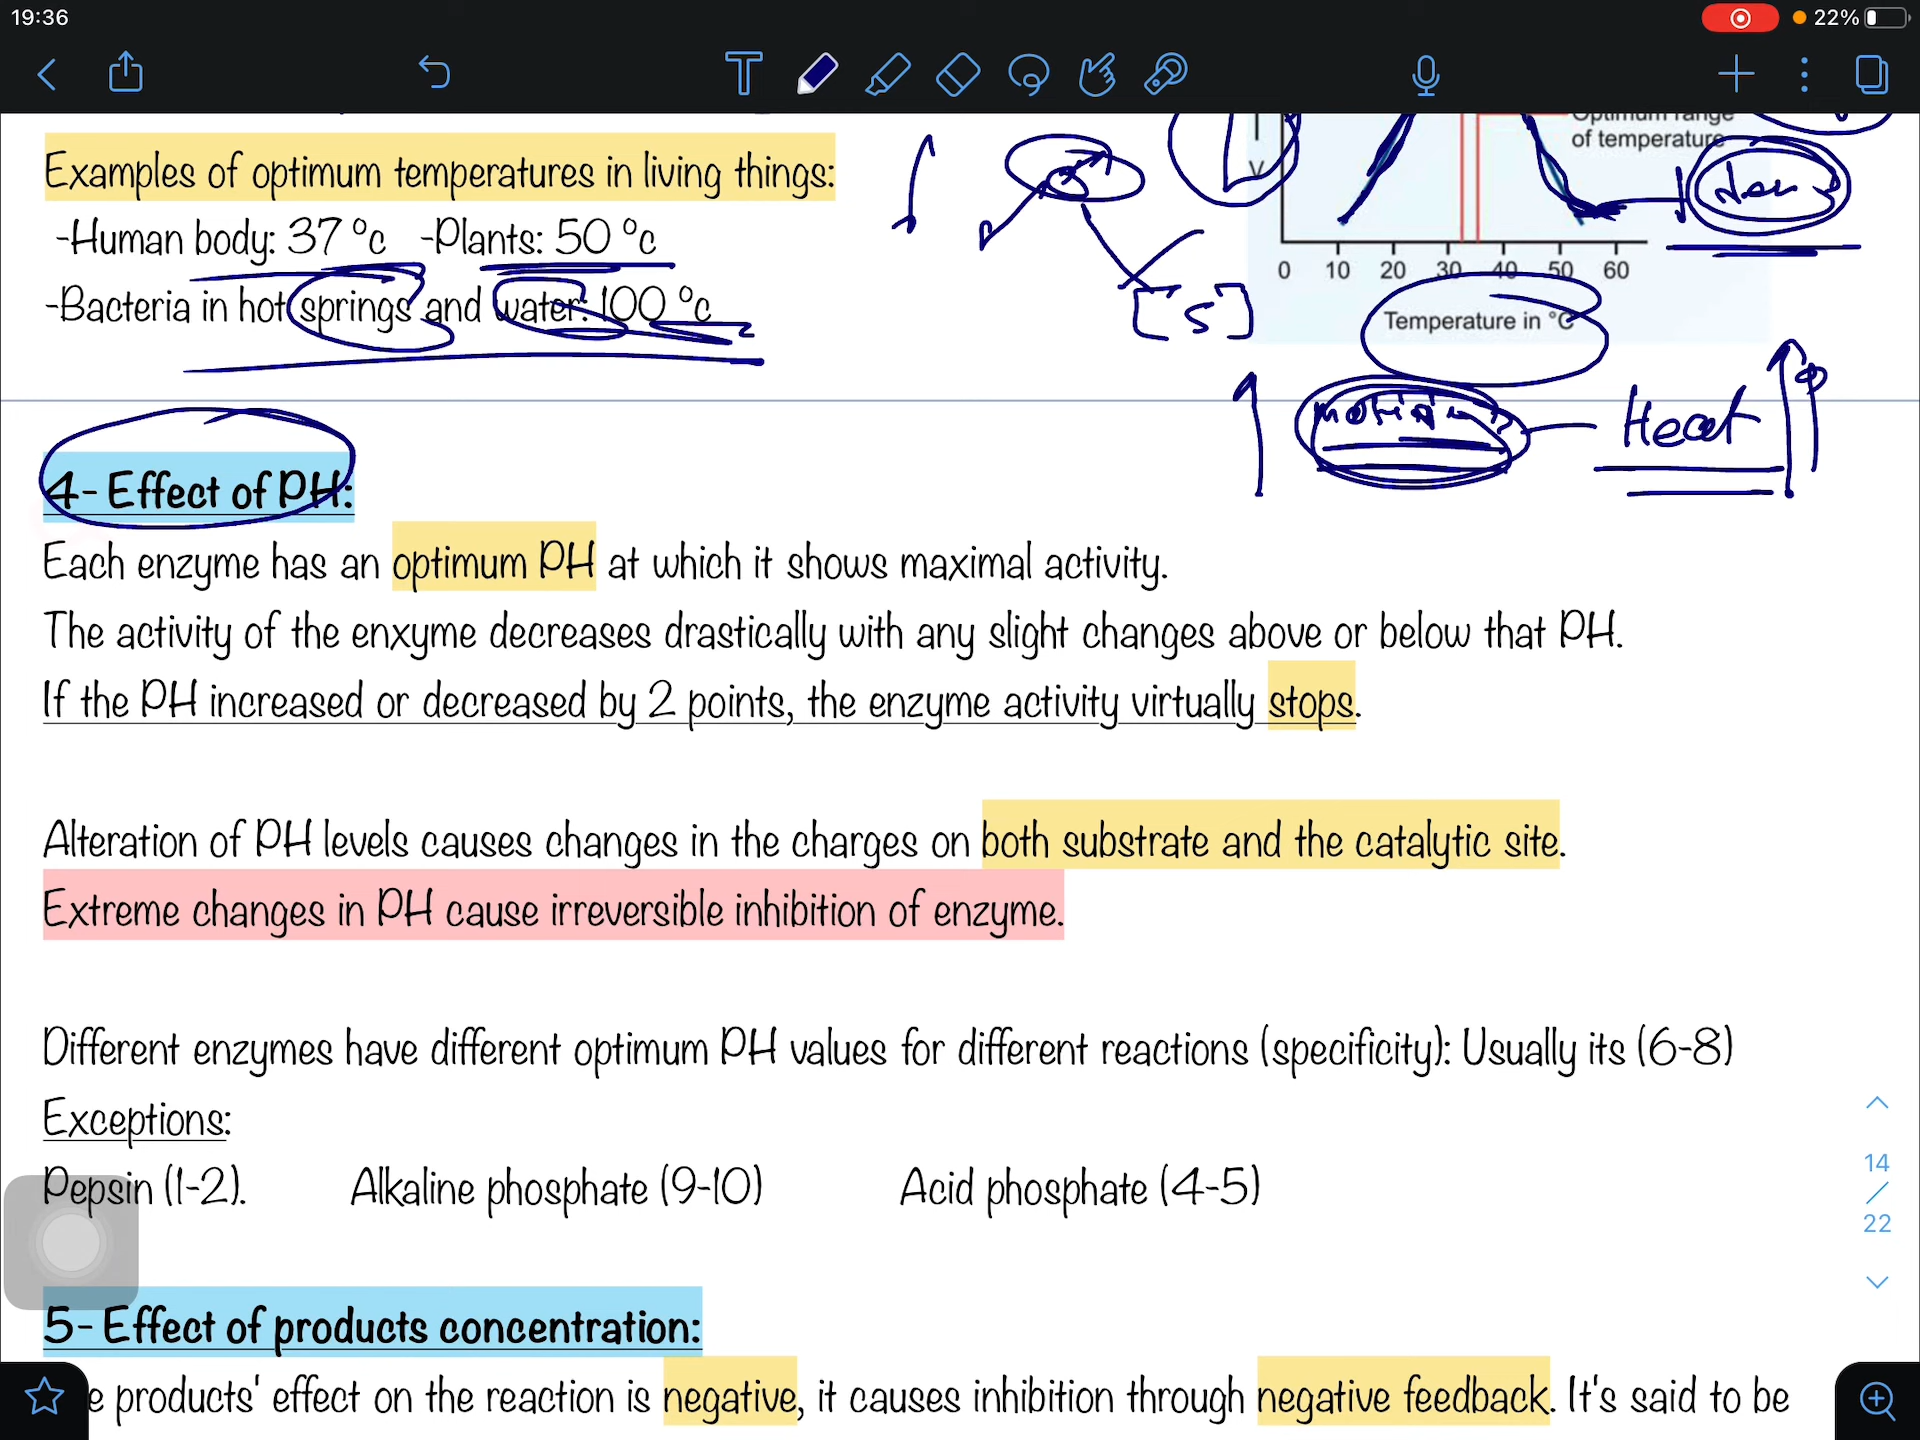 19:36
22%
Optimum range
of temperature
Examples of optimum temperatures in living things:
-Human body: 37 °c -Plants: 50 °c
-Bacteria in hot springs and water: 100 °c
V
0 10 20 30 40 50 60
Temperature in °C
[S]
Heat
4- Effect of PH:
Each enzyme has an optimum PH at which it shows maximal activity.
The activity of the enxyme decreases drastically with any slight changes above or below that PH.
If the PH increased or decreased by 2 points, the enzyme activity virtually stops.
Alteration of PH levels causes changes in the charges on both substrate and the catalytic site.
Extreme changes in PH cause irreversible inhibition of enzyme.
Different enzymes have different optimum PH values for different reactions (specificity): Usually its (6-8)
Exceptions:
Pepsin (1-2). Alkaline phosphate (9-10) Acid phosphate (4-5)
14
/
22
5- Effect of products concentration:
e products' effect on the reaction is negative, it causes inhibition through negative feedback. It's said to be